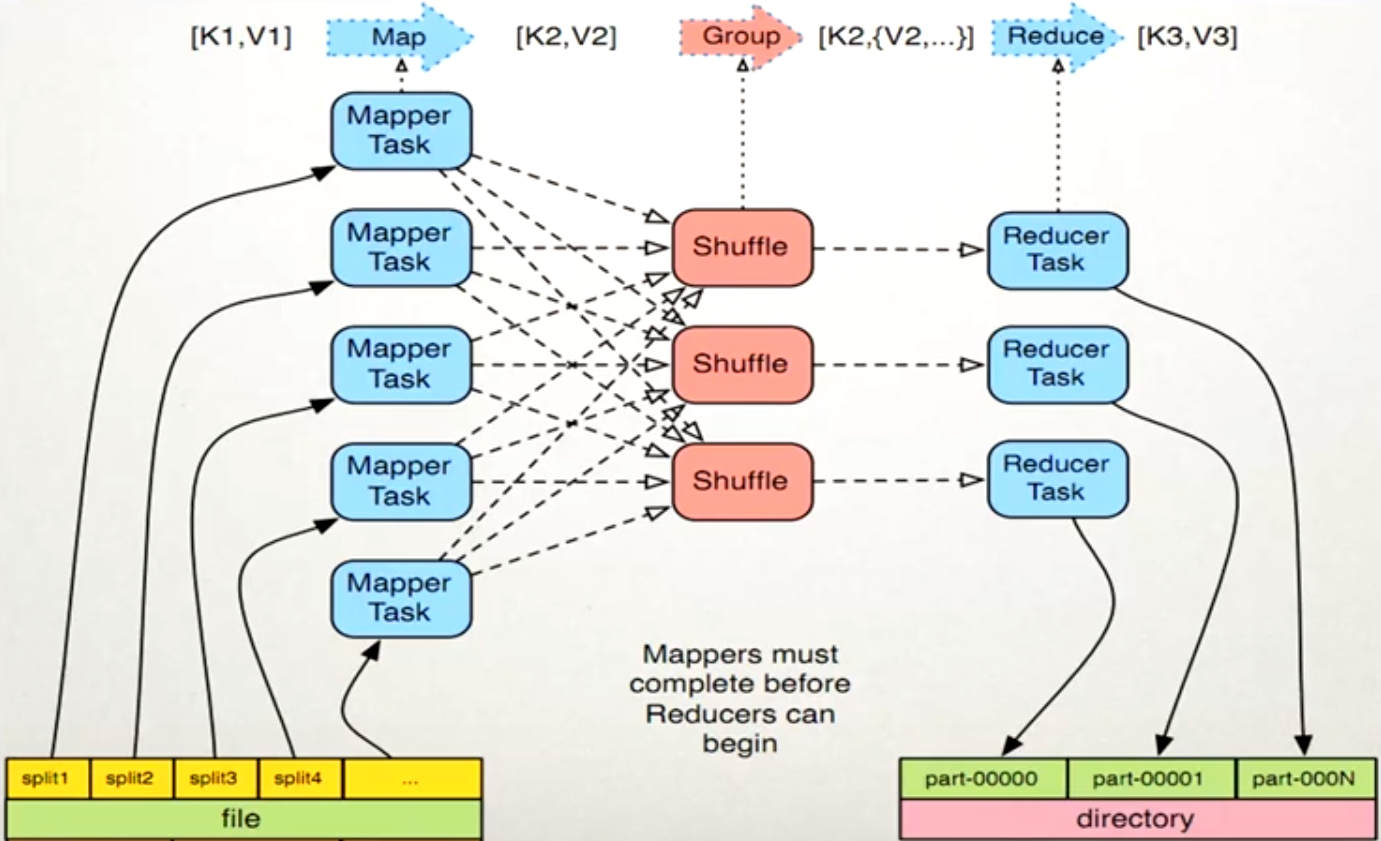 [K1,V1] Map [K2,V2] Group [K2,{V2,...}] Reduce [K3,V3]
Mapper
Task
Mapper
Task
Mapper
Task
Mapper
Task
Mapper
Task
Shuffle
Shuffle
Shuffle
Reducer
Task
Reducer
Task
Reducer
Task
Mappers must
complete before
Reducers can
begin
split1 split2 split3 split4 ...
file
part-00000 part-00001 part-000N
directory